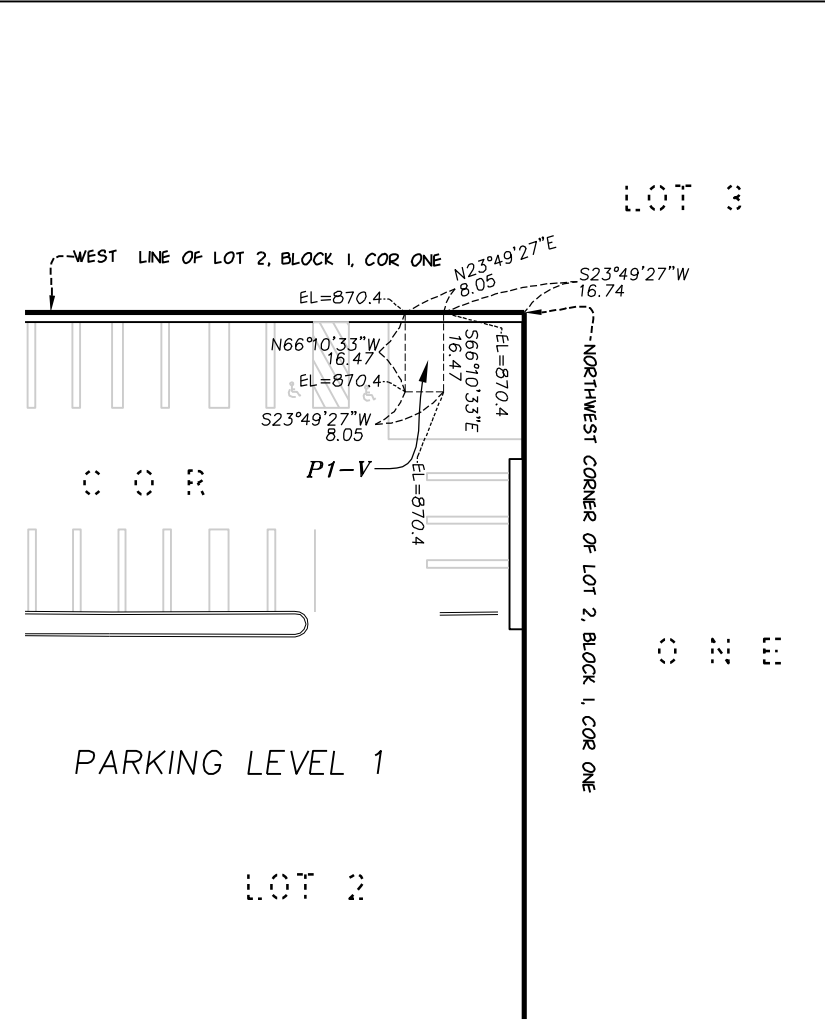 LOT 3
WEST LINE OF LOT 2, BLOCK 1, COR ONE
N23°49'27"E
8.05
S23°49'27"W
16.74
EL=870.4
N66°10'33"W
16.47
EL=870.4
S23°49'27"W
8.05
S66°10'33"E
16.47
EL=870.4
P1-V
EL=870.4
NORTHWEST CORNER OF LOT 2, BLOCK 1, COR ONE
COR
ONE
PARKING LEVEL 1
LOT 2